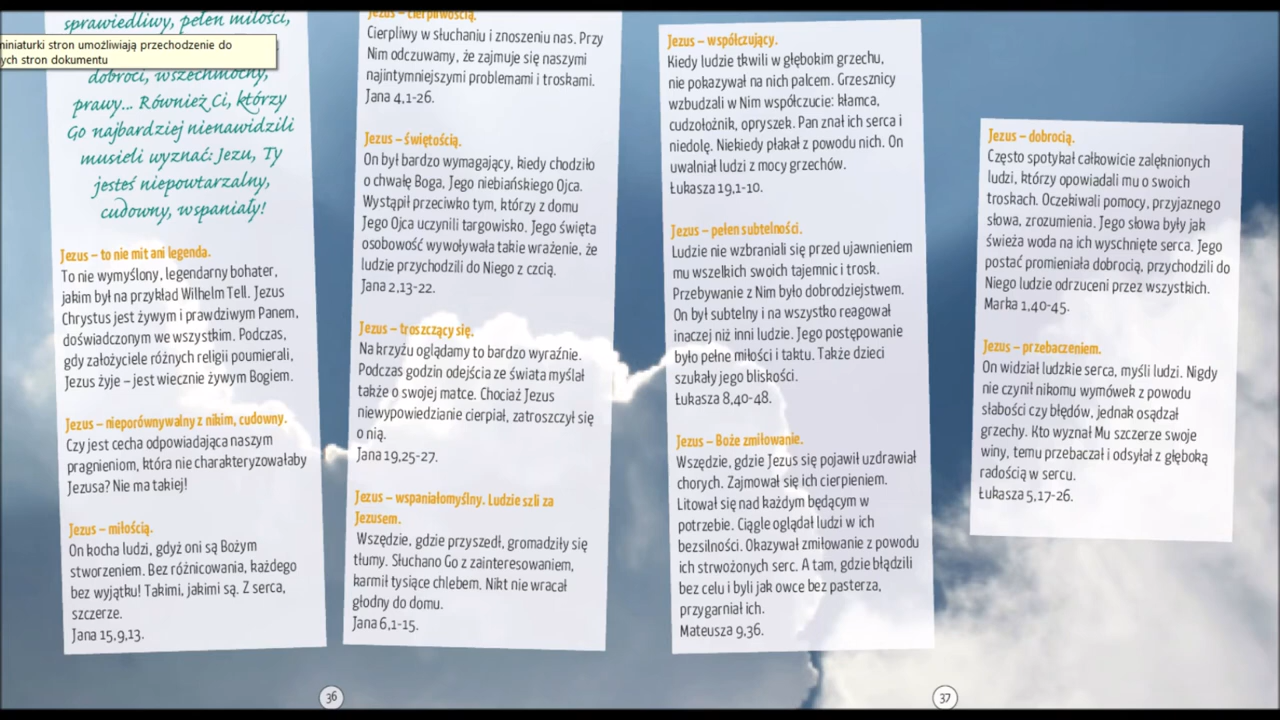 sprawiedliwy, pełen miłości,
miniaturki stron umożliwiają przechodzenie do
ych stron dokumentu
dobroci, wszechmocny,
prawy... Również Ci, którzy
Go najbardziej nienawidzili
musieli wyznać: Jezu, Ty
jesteś niepowtarzalny,
cudowny, wspaniały!
Jezus – to nie mit ani legenda.
To nie wymyślony, legendarny bohater,
jakim był na przykład Wilhelm Tell. Jezus
Chrystus jest żywym i prawdziwym Panem,
doświadczonym we wszystkim. Podczas,
gdy założyciele różnych religii poumierali,
Jezus żyje – jest wiecznie żywym Bogiem.
Jezus – nieporównywalny z nikim, cudowny.
Czy jest cecha odpowiadająca naszym
pragnieniom, która nie charakteryzowałaby
Jezusa? Nie ma takiej!
Jezus – miłością.
On kocha ludzi, gdyż oni są Bożym
stworzeniem. Bez różnicowania, każdego
bez wyjątku! Takimi, jakimi są. Z serca,
szczerze.
Jana 15,9,13.
Jezus – cierpliwością.
Cierpliwy w słuchaniu i znoszeniu nas. Przy
Nim odczuwamy, że zajmuje się naszymi
najintymniejszymi problemami i troskami.
Jana 4,1-26.
Jezus – świętością.
On był bardzo wymagający, kiedy chodziło
o chwałę Boga, Jego niebiańskiego Ojca.
Wystąpił przeciwko tym, którzy z domu
Jego Ojca uczynili targowisko. Jego święta
osobowość wywoływała takie wrażenie, że
ludzie przychodzili do Niego z czcią.
Jana 2,13-22.
Jezus – troszczący się.
Na krzyżu oglądamy to bardzo wyraźnie.
Podczas godzin odejścia ze świata myślał
także o swojej matce. Chociaż Jezus
niewypowiedzianie cierpiał, zatroszczył się
o nią.
Jana 19,25-27.
Jezus – wspaniałomyślny. Ludzie szli za
Jezusem.
Wszędzie, gdzie przyszedł, gromadziły się
tłumy. Słuchano Go z zainteresowaniem,
karmił tysiące chlebem. Nikt nie wracał
głodny do domu.
Jana 6,1-15.
36
Jezus – współczujący.
Kiedy ludzie tkwili w głębokim grzechu,
nie pokazywał na nich palcem. Grzesznicy
wzbudzali w Nim współczucie: kłamca,
cudzołożnik, opryszek. Pan znał ich serca i
niedolę. Niekiedy płakał z powodu nich. On
uwalniał ludzi z mocy grzechów.
Łukasza 19,1-10.
Jezus – pełen subtelności.
Ludzie nie wzbraniali się przed ujawnieniem
mu wszelkich swoich tajemnic i trosk.
Przebywanie z Nim było dobrodziejstwem.
On był subtelny i na wszystko reagował
inaczej niż inni ludzie. Jego postępowanie
było pełne miłości i taktu. Także dzieci
szukały jego bliskości.
Łukasza 8,40-48.
Jezus – Boże zmiłowanie.
Wszędzie, gdzie Jezus się pojawił uzdrawiał
chorych. Zajmował się ich cierpieniem.
Litował się nad każdym będącym w
potrzebie. Ciągle oglądał ludzi w ich
bezsilności. Okazywał zmiłowanie z powodu
ich strwożonych serc. A tam, gdzie błądzili
bez celu i byli jak owce bez pasterza,
przygarniał ich.
Mateusza 9,36.
Jezus – dobrocią.
Często spotykał całkowicie zalęknionych
ludzi, którzy opowiadali mu o swoich
troskach. Oczekiwali pomocy, przyjaznego
słowa, zrozumienia. Jego słowa były jak
świeża woda na ich wyschnięte serca. Jego
postać promieniała dobrocią, przychodzili do
Niego ludzie odrzuceni przez wszystkich.
Marka 1,40-45.
Jezus – przebaczeniem.
On widział ludzkie serca, myśli ludzi. Nigdy
nie czynił nikomu wymówek z powodu
słabości czy błędów, jednak osądzał
grzechy. Kto wyznał Mu szczerze swoje
winy, temu przebaczał i odsyłał z głęboką
radością w sercu.
Łukasza 5,17-26.
37